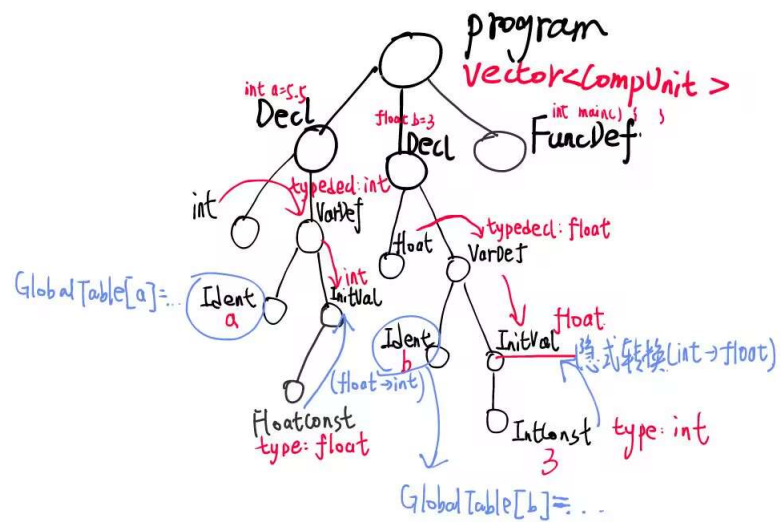 program
vector<CompUnit>
int a=5.5
Decl
float b=3
Decl
int main() { }
FuncDef
int
typedecl:int
VarDef
float
typedecl:float
VarDef
GlobalTable[a]=...
Ident
a
int
InitVal
Ident
b
float
InitVal
隐式转换(int→float)
(float→int)
Floatconst
type:float
IntConst
3
type:int
GlobalTable[b]=...